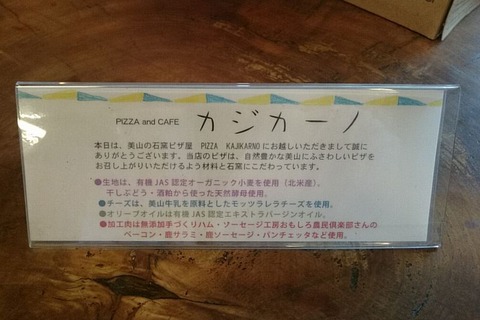 PIZZA and CAFE カジカーノ
本日は、美山の石窯ピザ屋 PIZZA KAJIKARNOにお越しいただきまして誠に
ありがとうございます。当店のピザは、自然豊かな美山にふさわしいピザを
お召し上がりいただけるよう材料と石窯にこだわっています。
●生地は、有機JAS認定オーガニック小麦を使用(北米産)、
干しぶどう・酒粕から使った天然酵母使用。
●チーズは、美山牛乳を原料としたモッツラレラチーズを使用。
●オリーブオイルは有機JAS認定エキストラバージンオイル。
●加工肉は無添加手づくりハム・ソーセージ工房おもしろ農民倶楽部さんの
ベーコン・鹿サラミ・鹿ソーセージ・パンチェッタなど使用。